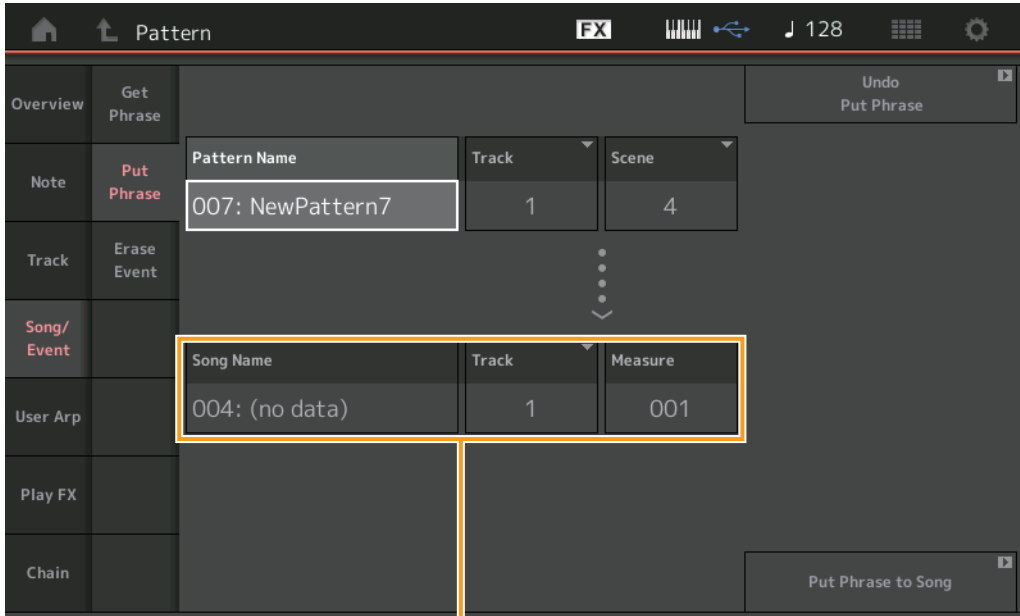 Pattern
FX
♩ 128
Overview
Note
Track
Song/
Event
User Arp
Play FX
Chain
Get
Phrase
Put
Phrase
Erase
Event
Pattern Name
Track
Scene
007: NewPattern7
1
4
Song Name
Track
Measure
004: (no data)
1
001
Undo
Put Phrase
Put Phrase to Song